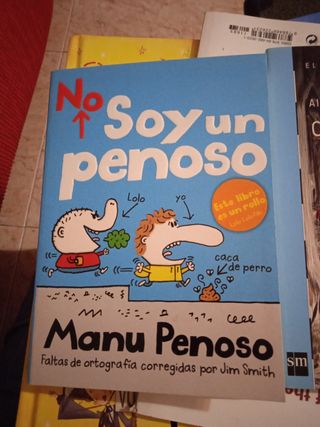 No
Soy un
penoso
Lolo
yo
Este libro
es un rollo
caca
de perro
Manu Penoso
Faltas de ortografía corregidas por Jim Smith
sm
EL